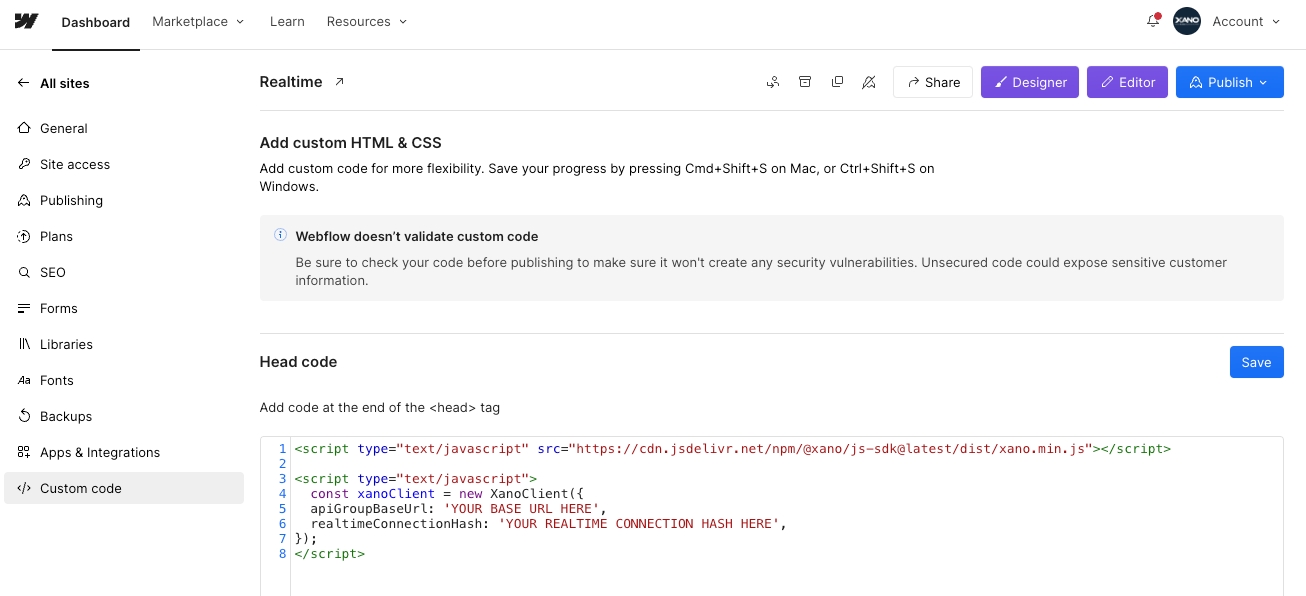 Dashboard Marketplace Learn Resources XANO Account
All sites
General
Site access
Publishing
Plans
SEO
Forms
Libraries
Aa Fonts
Backups
Apps & Integrations
Custom code
Realtime Share Designer Editor Publish
Add custom HTML & CSS
Add custom code for more flexibility. Save your progress by pressing Cmd+Shift+S on Mac, or Ctrl+Shift+S on
Windows.
Webflow doesn’t validate custom code
Be sure to check your code before publishing to make sure it won't create any security vulnerabilities. Unsecured code could expose sensitive customer
information.
Head code Save
Add code at the end of the <head> tag
1 <script type="text/javascript" src="https://cdn.jsdelivr.net/npm/@xano/js-sdk@latest/dist/xano.min.js"></script>
2
3 <script type="text/javascript">
4 const xanoClient = new XanoClient({
5 apiGroupBaseUrl: 'YOUR BASE URL HERE',
6 realtimeConnectionHash: 'YOUR REALTIME CONNECTION HASH HERE',
7 });
8 </script>